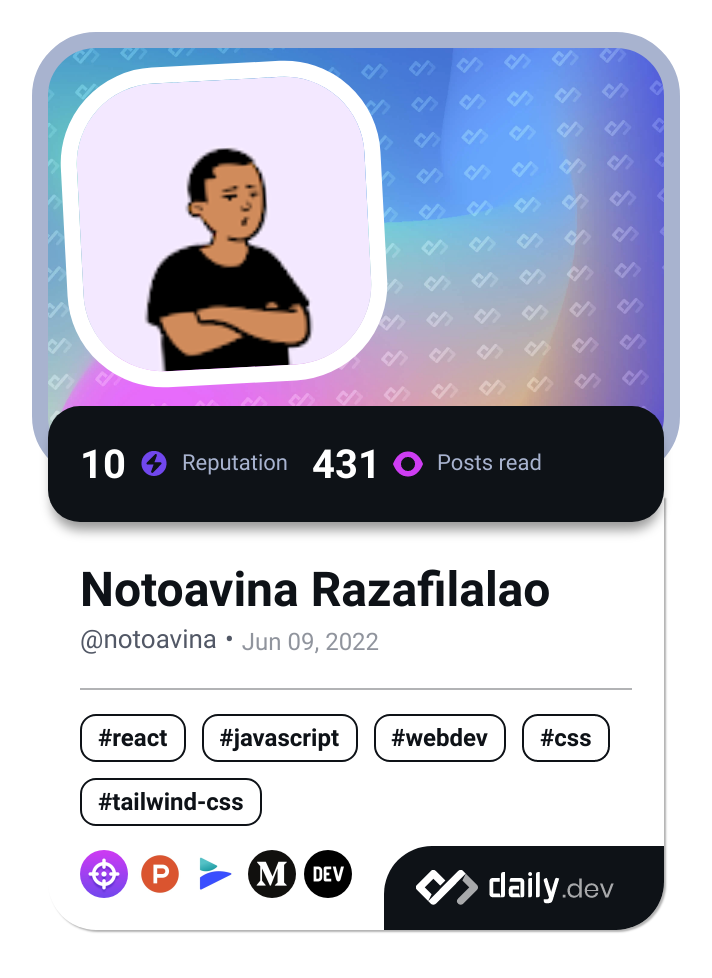 10 Reputation 431 Posts read
Notoavina Razafilalao
@notoavina • Jun 09, 2022
#react #javascript #webdev #css
#tailwind-css
P M DEV daily.dev